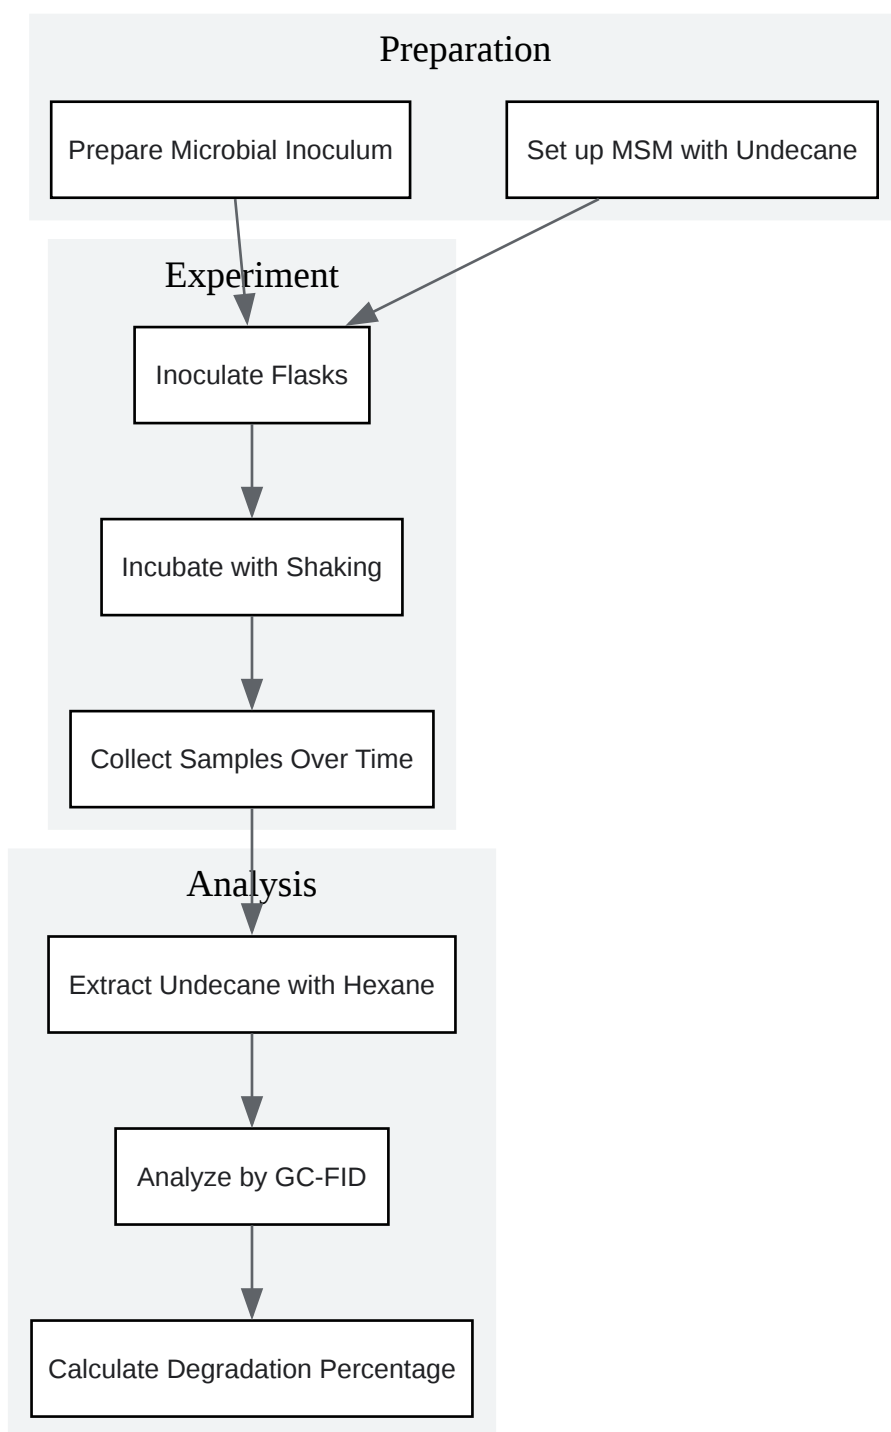 Preparation
Prepare Microbial Inoculum
Set up MSM with Undecane
Experiment
Inoculate Flasks
Incubate with Shaking
Collect Samples Over Time
Analysis
Extract Undecane with Hexane
Analyze by GC-FID
Calculate Degradation Percentage